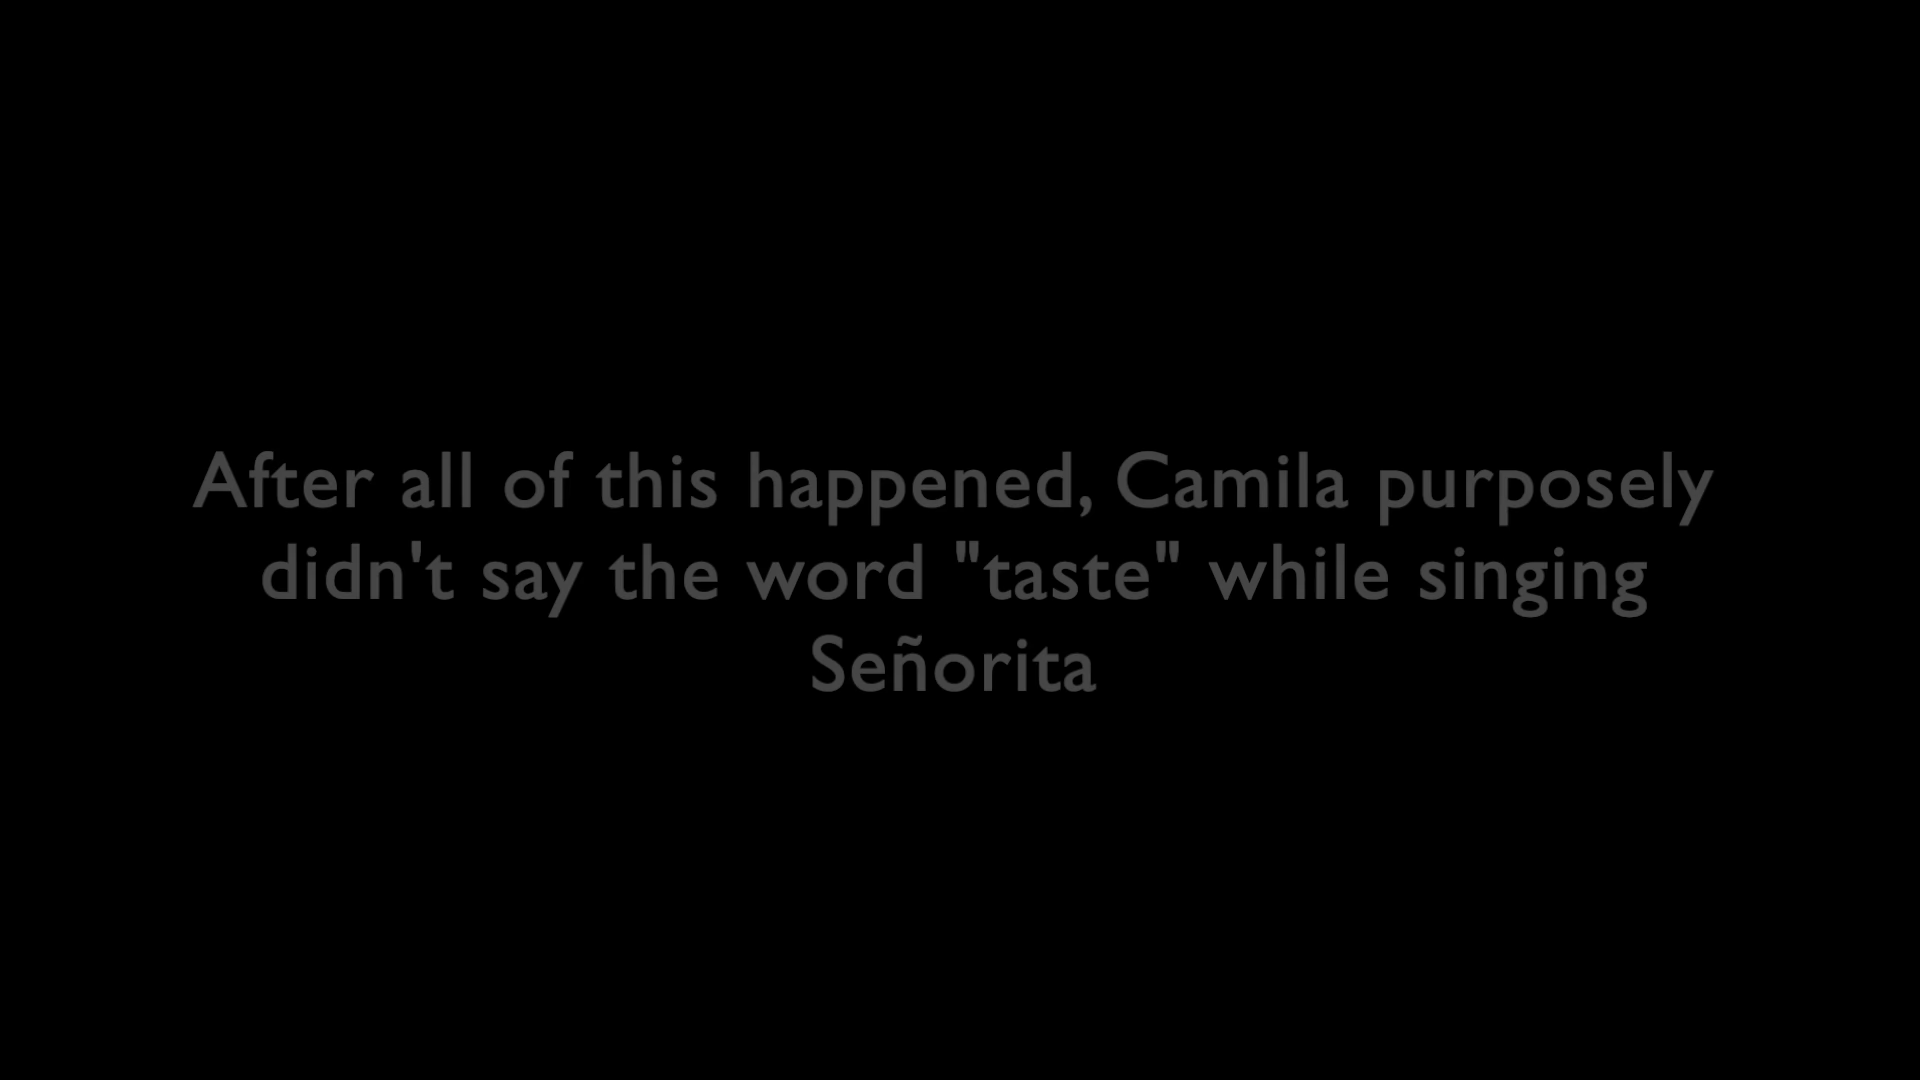 After all of this happened, Camila purposely
didn't say the word "taste" while singing
Señorita